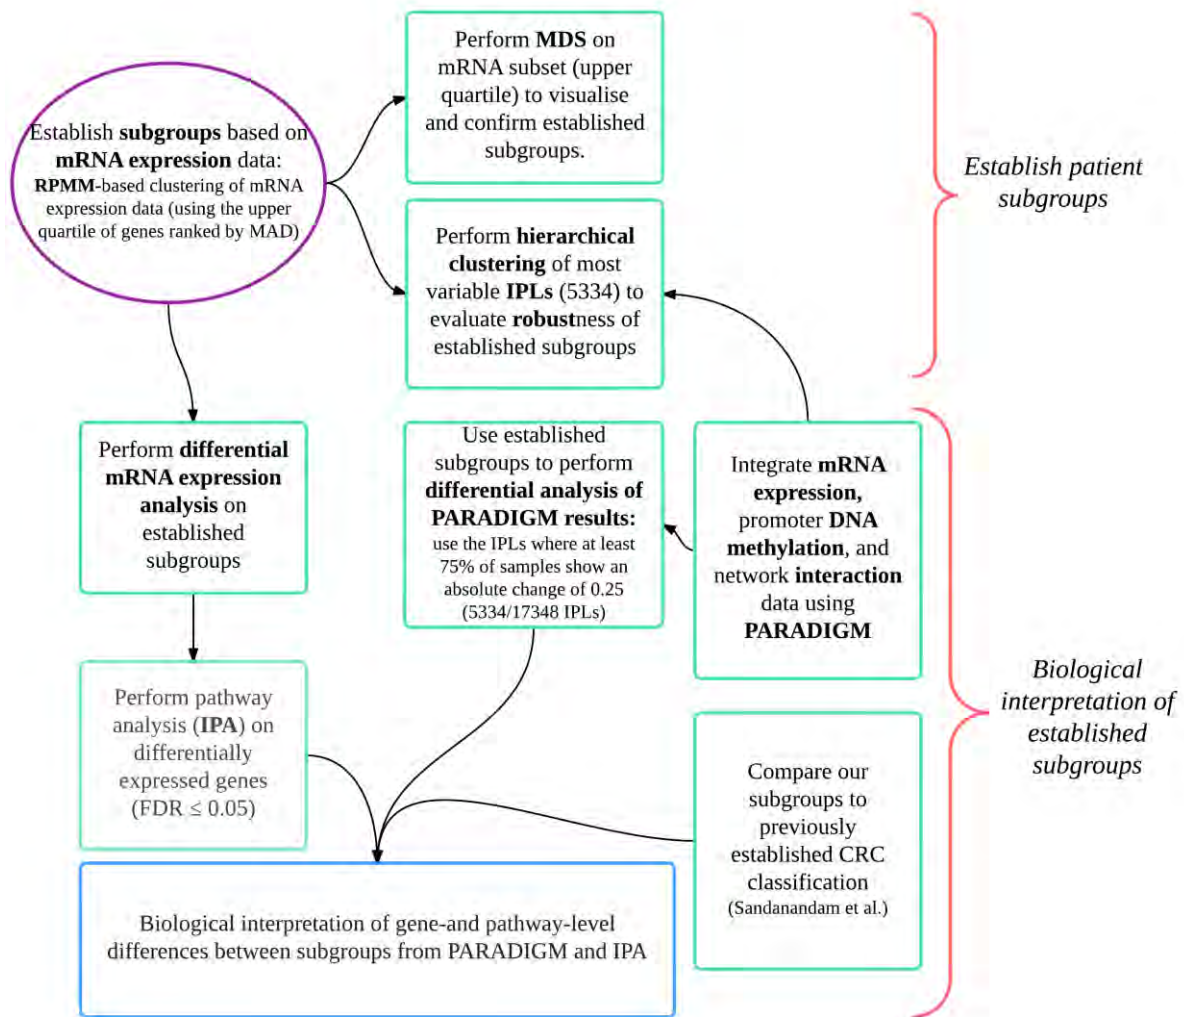 Perform MDS on
mRNA subset (upper
quartile) to visualise
and confirm established
subgroups.
Establish subgroups based on
mRNA expression data:
RPMM-based clustering of mRNA
expression data (using the upper
quartile of genes ranked by MAD)
Establish patient
subgroups
Perform hierarchical
clustering of most
variable IPLs (5334) to
evaluate robustness of
established subgroups
Perform differential
mRNA expression
analysis on
established
subgroups
Use established
subgroups to perform
differential analysis of
PARADIGM results:
use the IPLs where at least
75% of samples show an
absolute change of 0.25
(5334/17348 IPLs)
Integrate mRNA
expression,
promoter DNA
methylation, and
network interaction
data using
PARADIGM
Perform pathway
analysis (IPA) on
differentially
expressed genes
(FDR ≤ 0.05)
Compare our
subgroups to
previously
established CRC
classification
(Sandanandam et al.)
Biological
interpretation of
established
subgroups
Biological interpretation of gene-and pathway-level
differences between subgroups from PARADIGM and IPA